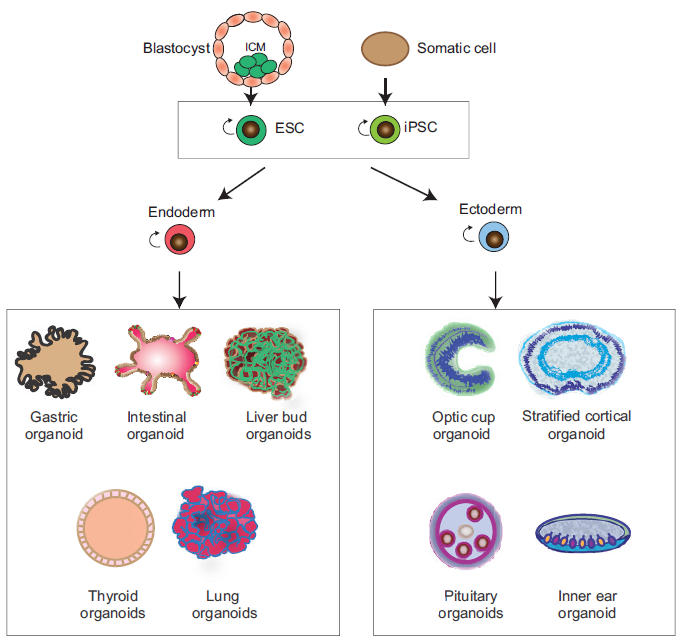 Blastocyst
ICM
Somatic cell
ESC
iPSC
Endoderm
Ectoderm
Gastric
organoid
Intestinal
organoid
Liver bud
organoids
Optic cup
organoid
Stratified cortical
organoid
Thyroid
organoids
Lung
organoids
Pituitary
organoids
Inner ear
organoid